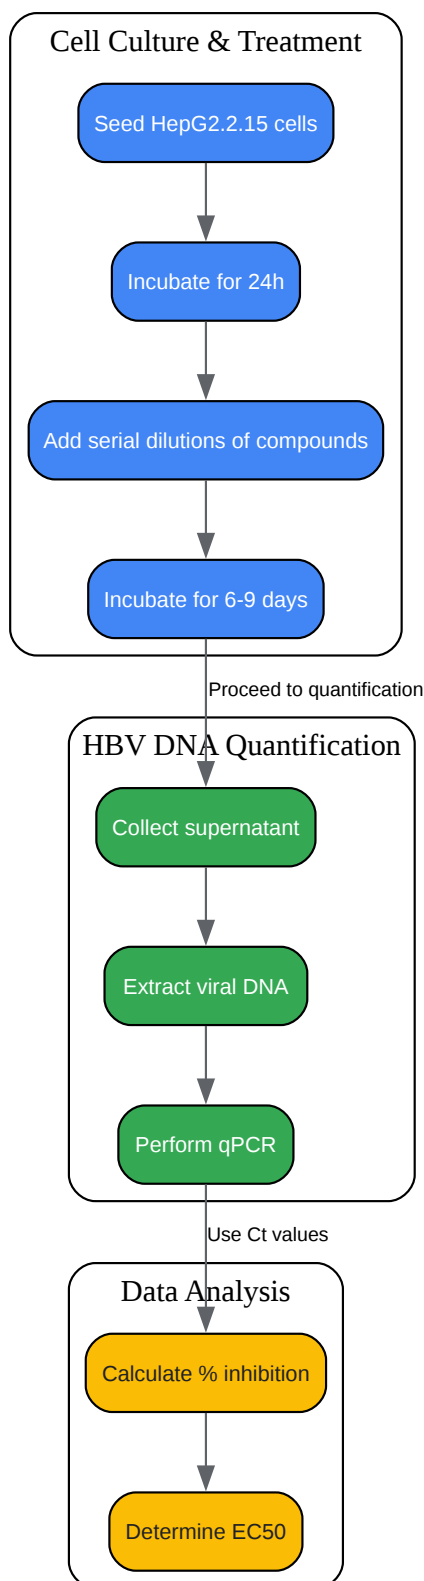 Cell Culture & Treatment
Seed HepG2.2.15 cells
Incubate for 24h
Add serial dilutions of compounds
Incubate for 6-9 days
Proceed to quantification
HBV DNA Quantification
Collect supernatant
Extract viral DNA
Perform qPCR
Use Ct values
Data Analysis
Calculate % inhibition
Determine EC50